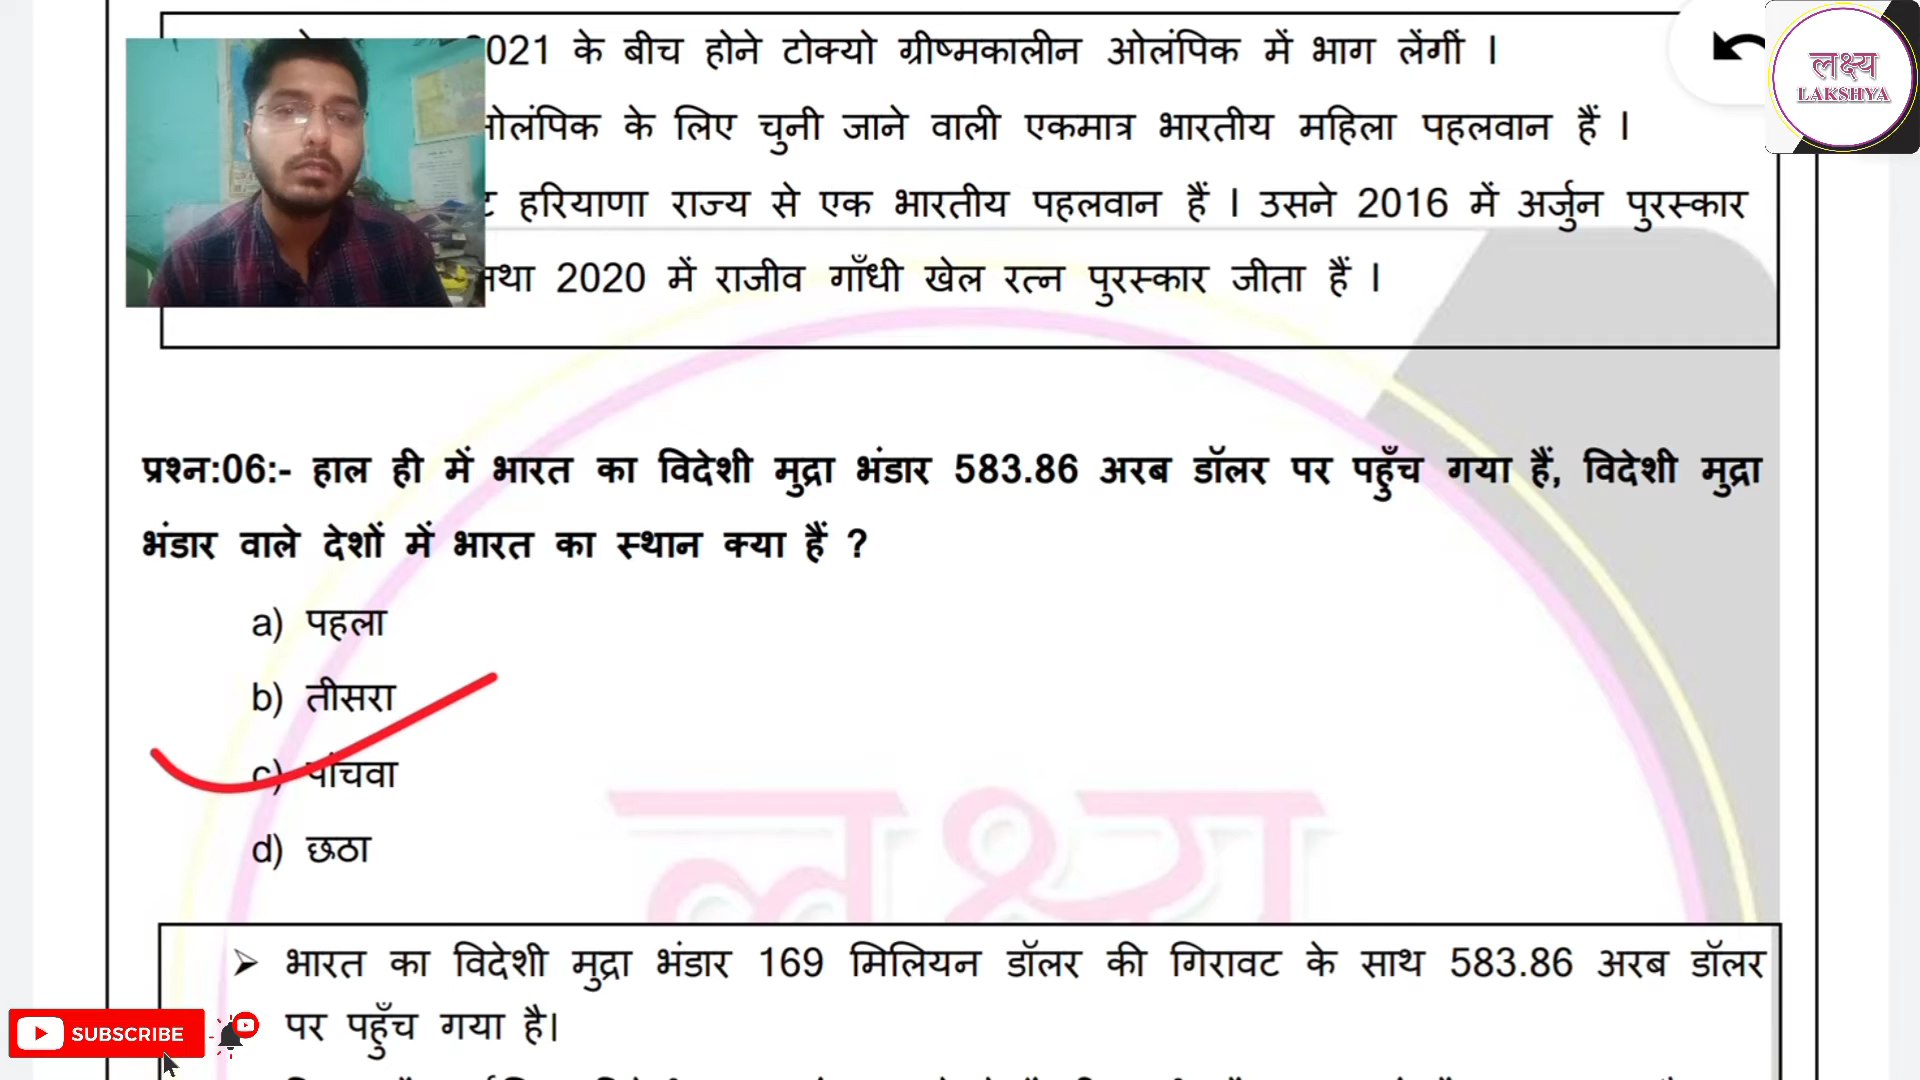 2021 के बीच होने टोक्यो ग्रीष्मकालीन ओलंपिक में भाग लेंगीं ।
लक्ष्य
LAKSHYA
ओलंपिक के लिए चुनी जाने वाली एकमात्र भारतीय महिला पहलवान हैं ।
हरियाणा राज्य से एक भारतीय पहलवान हैं । उसने 2016 में अर्जुन पुरस्कार
तथा 2020 में राजीव गाँधी खेल रत्न पुरस्कार जीता हैं ।
प्रश्न:06:- हाल ही में भारत का विदेशी मुद्रा भंडार 583.86 अरब डॉलर पर पहुँच गया हैं, विदेशी मुद्रा
भंडार वाले देशों में भारत का स्थान क्या हैं ?
a) पहला
b) तीसरा
c) पांचवा
d) छठा
लक्ष्य
➤ भारत का विदेशी मुद्रा भंडार 169 मिलियन डॉलर की गिरावट के साथ 583.86 अरब डॉलर
पर पहुँच गया है।
SUBSCRIBE